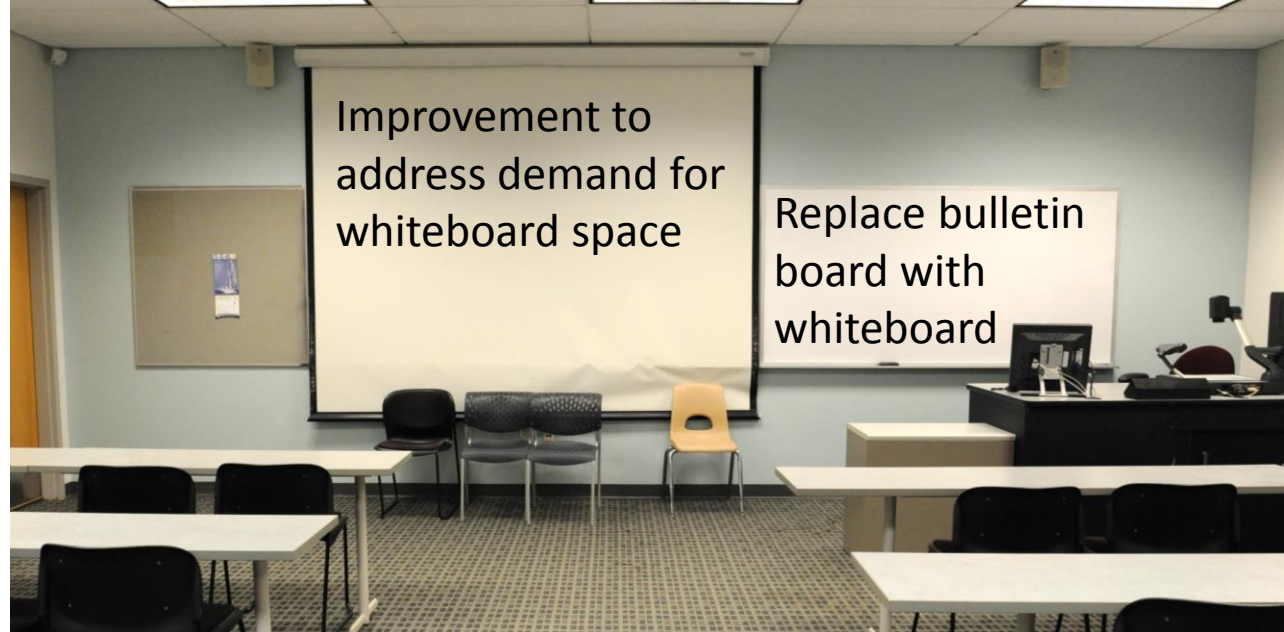 Improvement to
address demand for
whiteboard space
Replace bulletin
board with
whiteboard